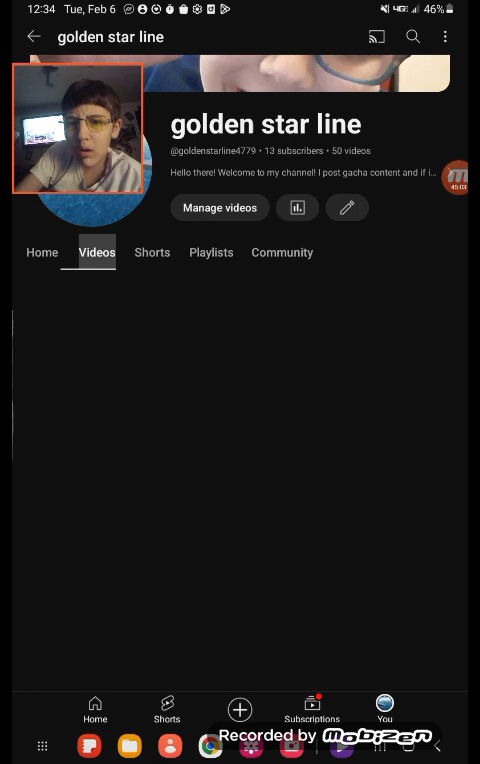 12:34 Tue, Feb 6 46%
golden star line
golden star line
@goldenstarline4779 • 13 subscribers • 50 videos
Hello there! Welcome to my channel! I post gacha content and if i...
45:03
Manage videos
Home Videos Shorts Playlists Community
Home Shorts Subscriptions You
Recorded by Mobizen